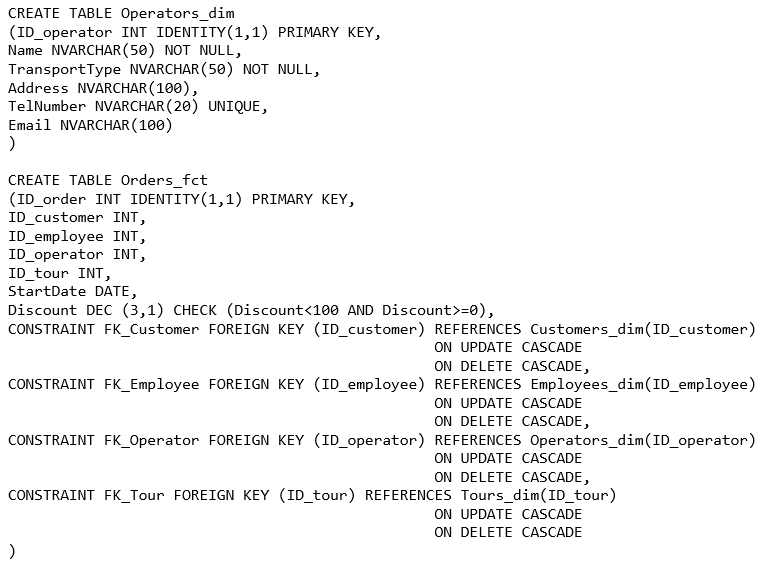 CREATE TABLE Operators_dim
(ID_operator INT IDENTITY(1,1) PRIMARY KEY,
Name NVARCHAR(50) NOT NULL,
TransportType NVARCHAR(50) NOT NULL,
Address NVARCHAR(100),
TelNumber NVARCHAR(20) UNIQUE,
Email NVARCHAR(100)
)

CREATE TABLE Orders_fct
(ID_order INT IDENTITY(1,1) PRIMARY KEY,
ID_customer INT,
ID_employee INT,
ID_operator INT,
ID_tour INT,
StartDate DATE,
Discount DEC (3,1) CHECK (Discount<100 AND Discount>=0),
CONSTRAINT FK_Customer FOREIGN KEY (ID_customer) REFERENCES Customers_dim(ID_customer)
ON UPDATE CASCADE
ON DELETE CASCADE,
CONSTRAINT FK_Employee FOREIGN KEY (ID_employee) REFERENCES Employees_dim(ID_employee)
ON UPDATE CASCADE
ON DELETE CASCADE,
CONSTRAINT FK_Operator FOREIGN KEY (ID_operator) REFERENCES Operators_dim(ID_operator)
ON UPDATE CASCADE
ON DELETE CASCADE,
CONSTRAINT FK_Tour FOREIGN KEY (ID_tour) REFERENCES Tours_dim(ID_tour)
ON UPDATE CASCADE
ON DELETE CASCADE
)